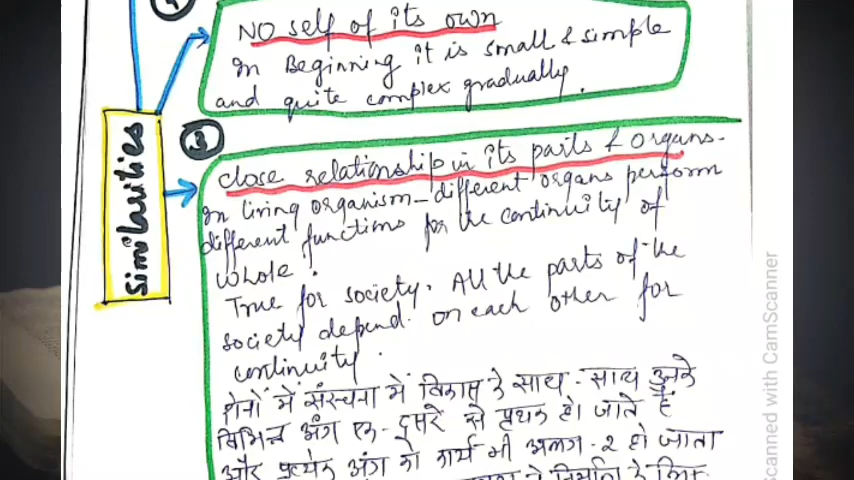 NO self of its own
In Beginning it is small & simple
and quite complex gradually.
Similarities
③
close relationship in its parts & organs-
In living organism - different organs perform
different functions for the continuity of
whole.
True for society. All the parts of the
society depend on each other for
continuity.
दोनों में संरचना में विकास के साथ-साथ उनके
विभिन्न अंग एक-दूसरे से पृथक हो जाते हैं
और प्रत्येक अंग का कार्य भी अलग-2 हो जाता
Scanned with CamScanner